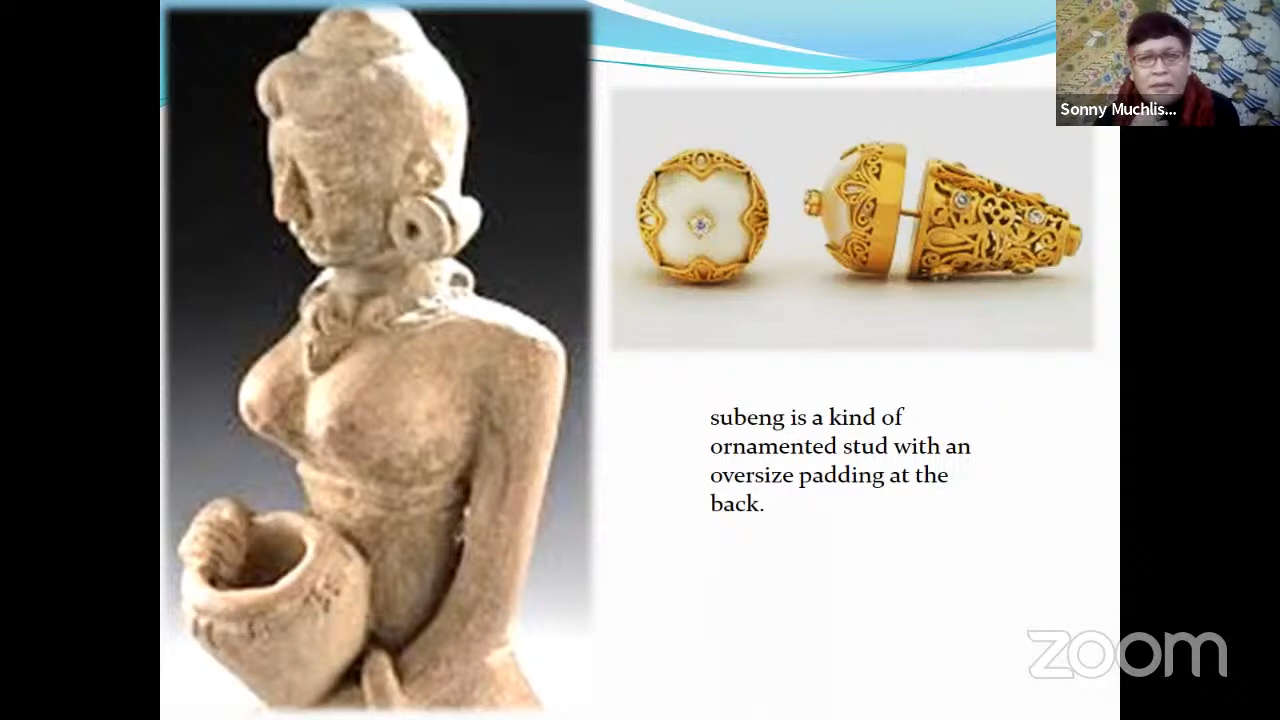 Sonny Muchlis...
subeng is a kind of
ornamented stud with an
oversize padding at the
back.
zoom